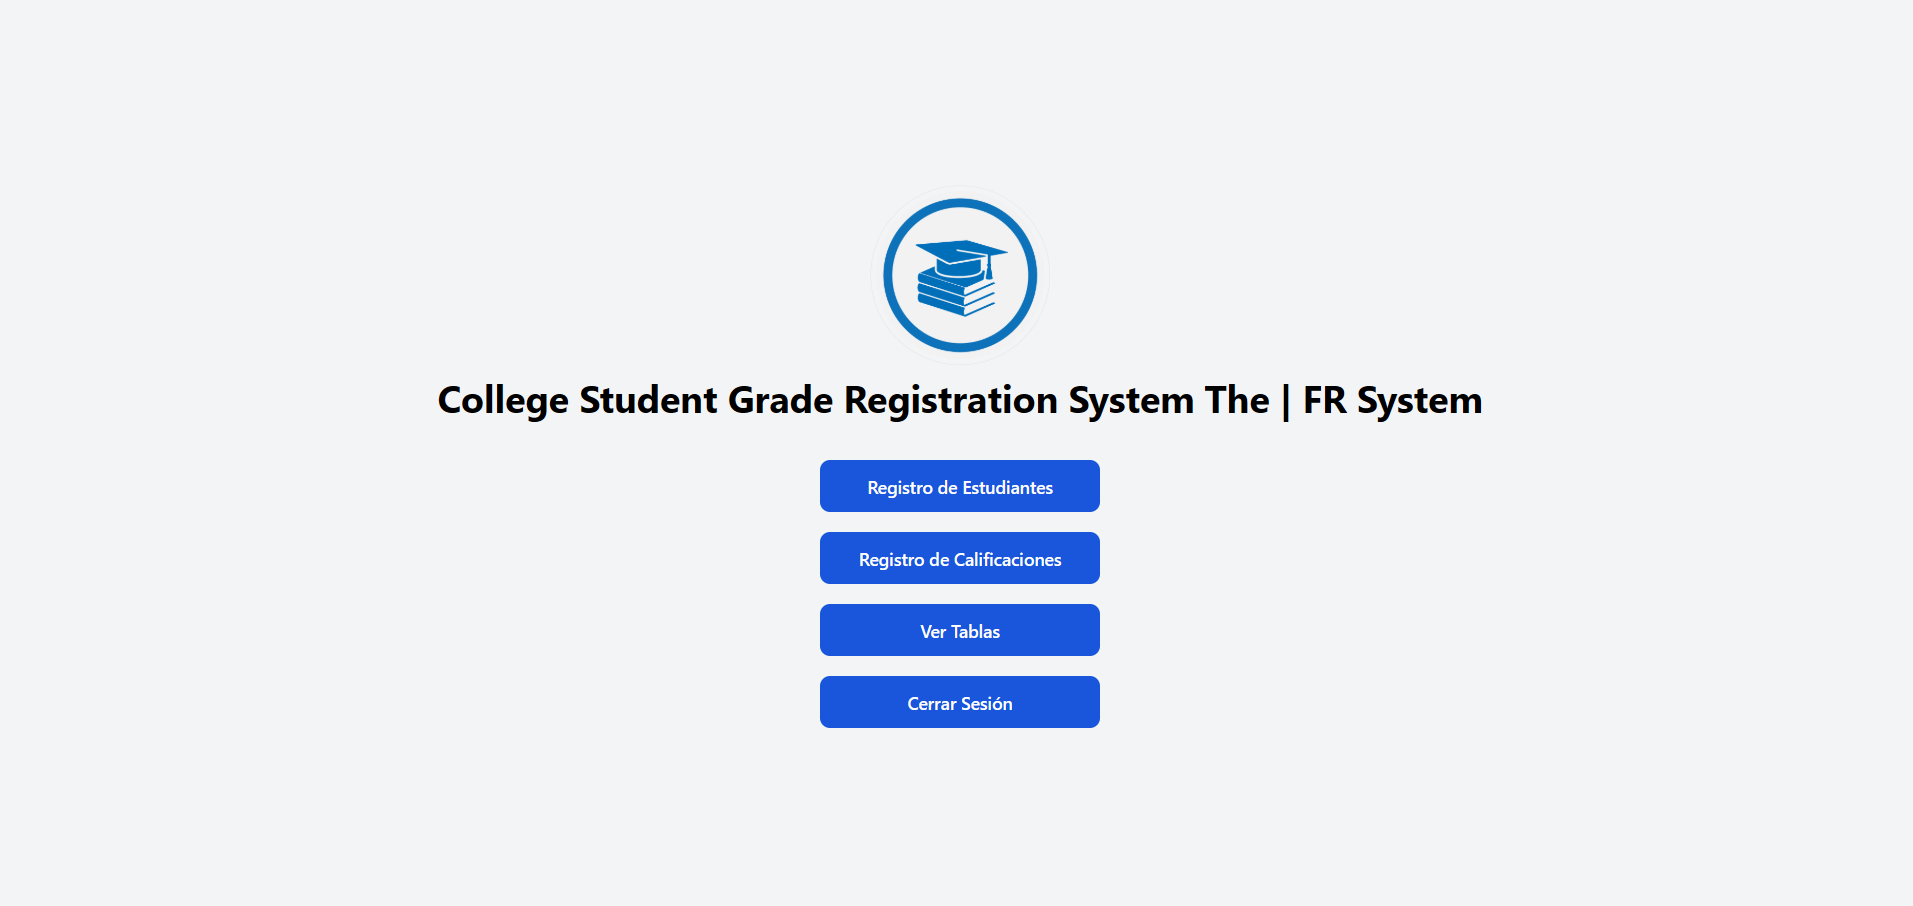 College Student Grade Registration System The | FR System
Registro de Estudiantes
Registro de Calificaciones
Ver Tablas
Cerrar Sesión